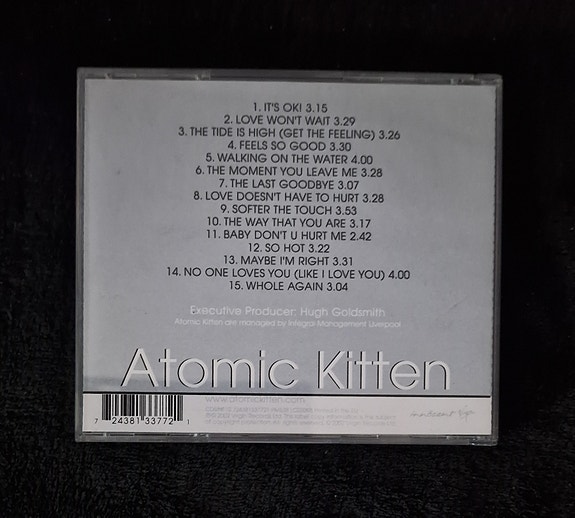 1. IT'S OK! 3.15
2. LOVE WON'T WAIT 3.29
3. THE TIDE IS HIGH (GET THE FEELING) 3.26
4. FEELS SO GOOD 3.30
5. WALKING ON THE WATER 4.00
6. THE MOMENT YOU LEAVE ME 3.28
7. THE LAST GOODBYE 3.07
8. LOVE DOESN'T HAVE TO HURT 3.28
9. SOFTER THE TOUCH 3.53
10. THE WAY THAT YOU ARE 3.17
11. BABY DON'T U HURT ME 2.42
12. SO HOT 3.22
13. MAYBE I'M RIGHT 3.31
14. NO ONE LOVES YOU (LIKE I LOVE YOU) 4.00
15. WHOLE AGAIN 3.04
Executive Producer: Hugh Goldsmith
Atomic Kitten are managed by Integral Management Liverpool
Atomic Kitten
www.atomickitten.com
7 24381 33772 1